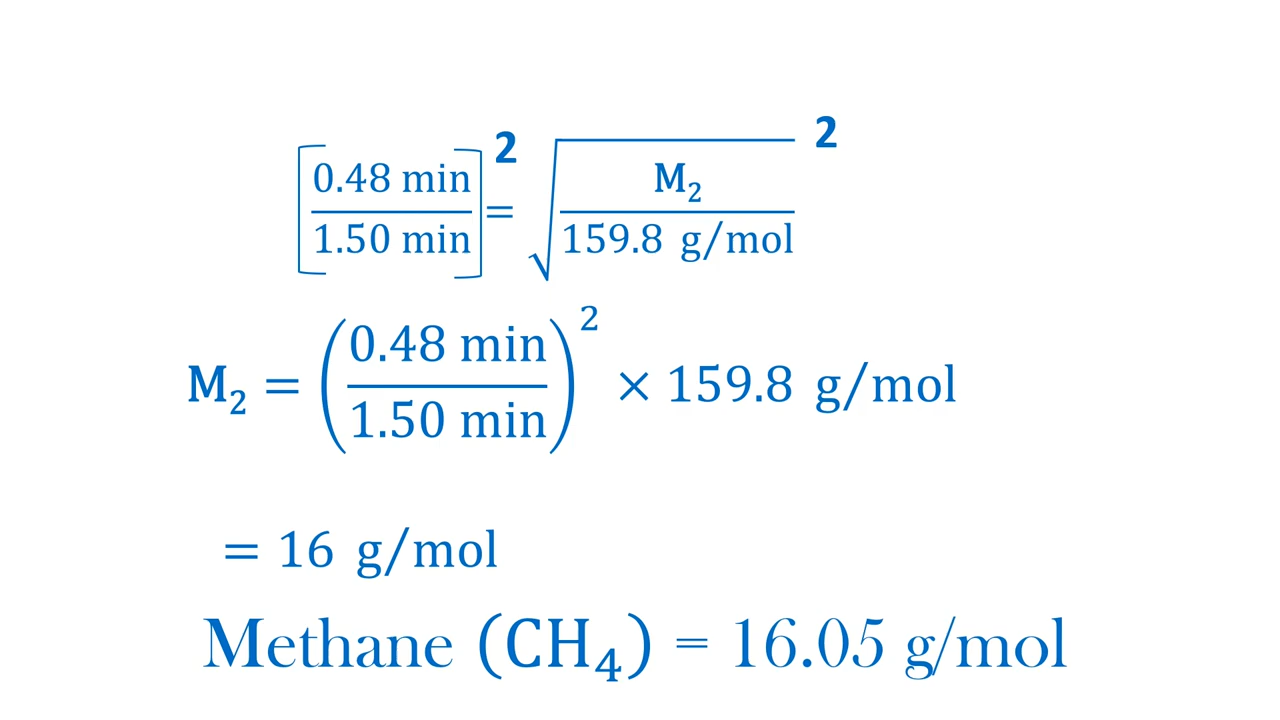 [0.48 min / 1.50 min]² = √(M₂ / 159.8 g/mol)²
M₂ = (0.48 min / 1.50 min)² × 159.8 g/mol
= 16 g/mol
Methane (CH₄) = 16.05 g/mol